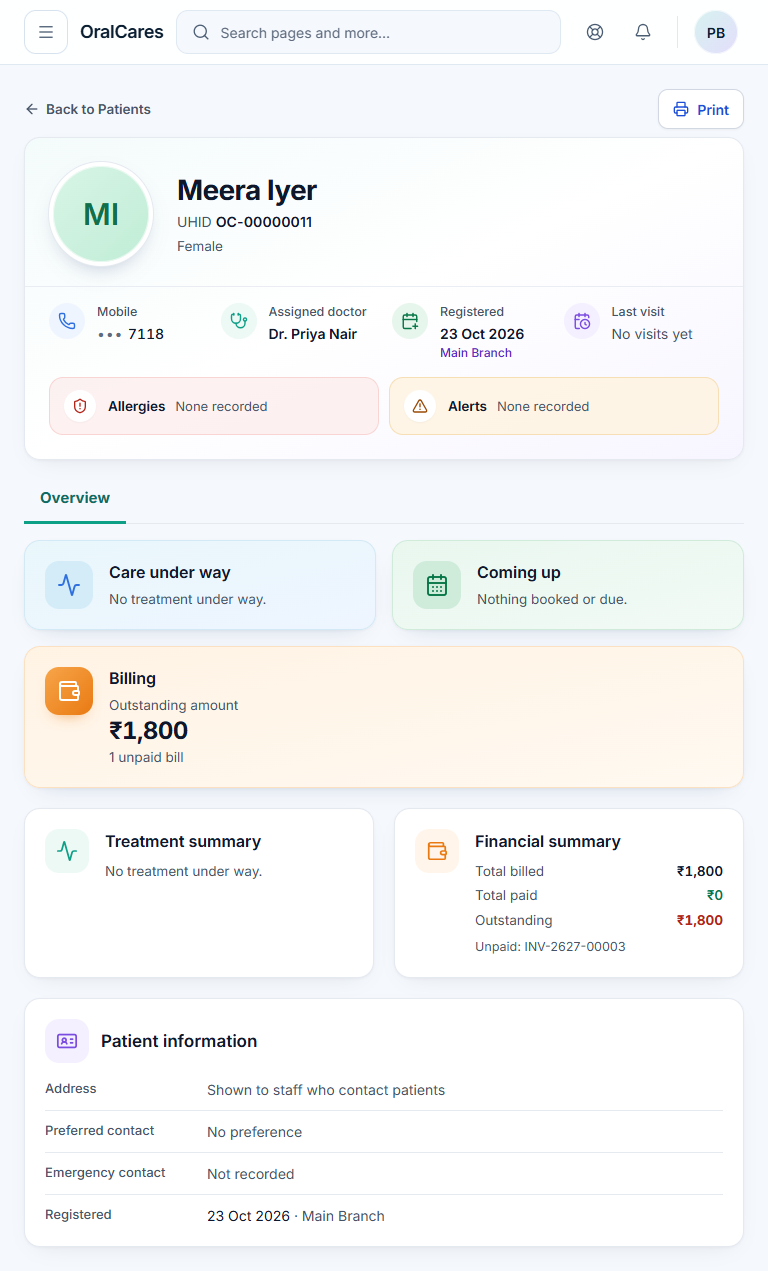 OralCares
Search pages and more...
PB
Back to Patients
Print
MI
Meera Iyer
UHID OC-00000011
Female
Mobile
••• 7118
Assigned doctor
Dr. Priya Nair
Registered
23 Oct 2026
Main Branch
Last visit
No visits yet
Allergies None recorded
Alerts None recorded
Overview
Care under way
No treatment under way.
Coming up
Nothing booked or due.
Billing
Outstanding amount
₹1,800
1 unpaid bill
Treatment summary
No treatment under way.
Financial summary
Total billed ₹1,800
Total paid ₹0
Outstanding ₹1,800
Unpaid: INV-2627-00003
Patient information
Address Shown to staff who contact patients
Preferred contact No preference
Emergency contact Not recorded
Registered 23 Oct 2026 · Main Branch